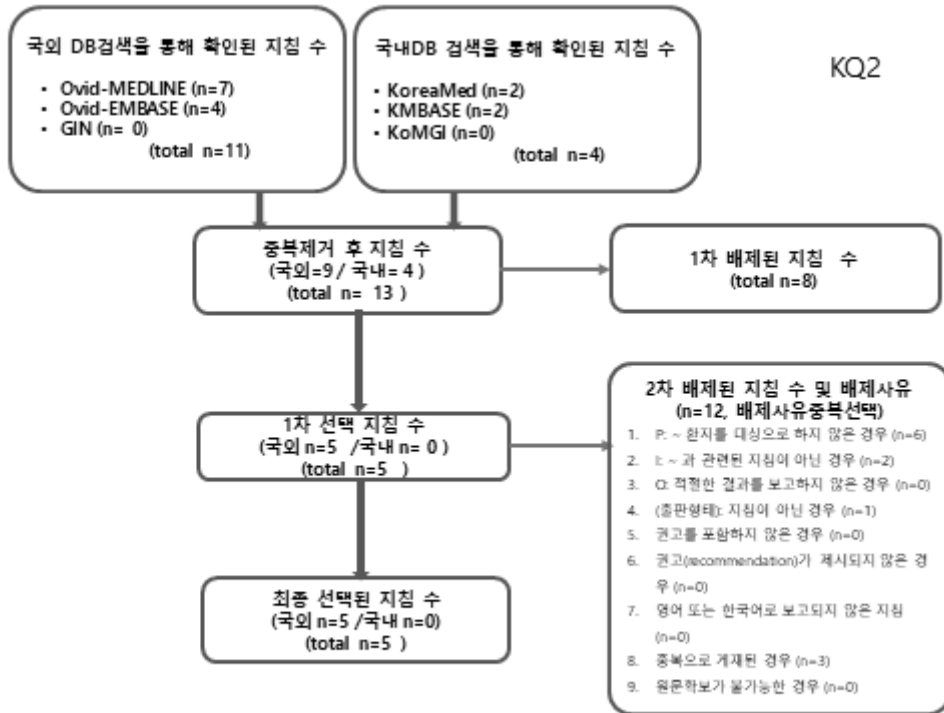 국외 DB검색을 통해 확인된 지침 수
• Ovid-MEDLINE (n=7)
• Ovid-EMBASE (n=4)
• GIN (n= 0)
(total n=11)
국내DB 검색을 통해 확인된 지침 수
• KoreaMed (n=2)
• KMBASE (n=2)
• KoMGI (n=0)
(total n=4)
KQ2
중복제거 후 지침 수
(국외=9 / 국내= 4 )
(total n= 13 )
1차 배제된 지침 수
(total n=8)
1차 선택 지침 수
(국외 n=5 /국내 n= 0 )
(total n=5 )
2차 배제된 지침 수 및 배제사유
(n=12, 배제사유중복선택)
1. P: ~ 환자를 대상으로 하지 않은 경우 (n=6)
2. I: ~ 과 관련된 지침이 아닌 경우 (n=2)
3. O: 적절한 결과를 보고하지 않은 경우 (n=0)
4. (출판형태): 지침이 아닌 경우 (n=1)
5. 권고를 포함하지 않은 경우 (n=0)
6. 권고(recommendation)가 제시되지 않은 경
우 (n=0)
7. 영어 또는 한국어로 보고되지 않은 지침
(n=0)
8. 중복으로 게재된 경우 (n=3)
9. 원문확보가 불가능한 경우 (n=0)
최종 선택된 지침 수
(국외 n=5 /국내 n=0)
(total n=5 )